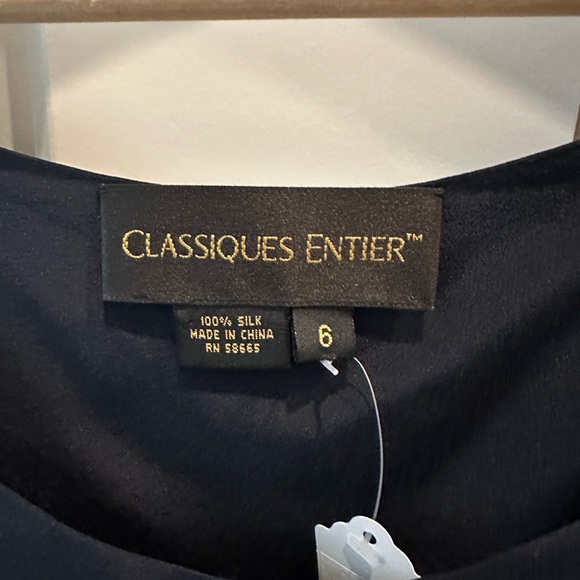 CLASSIQUES ENTIER™
100% SILK
MADE IN CHINA
RN 58665
6